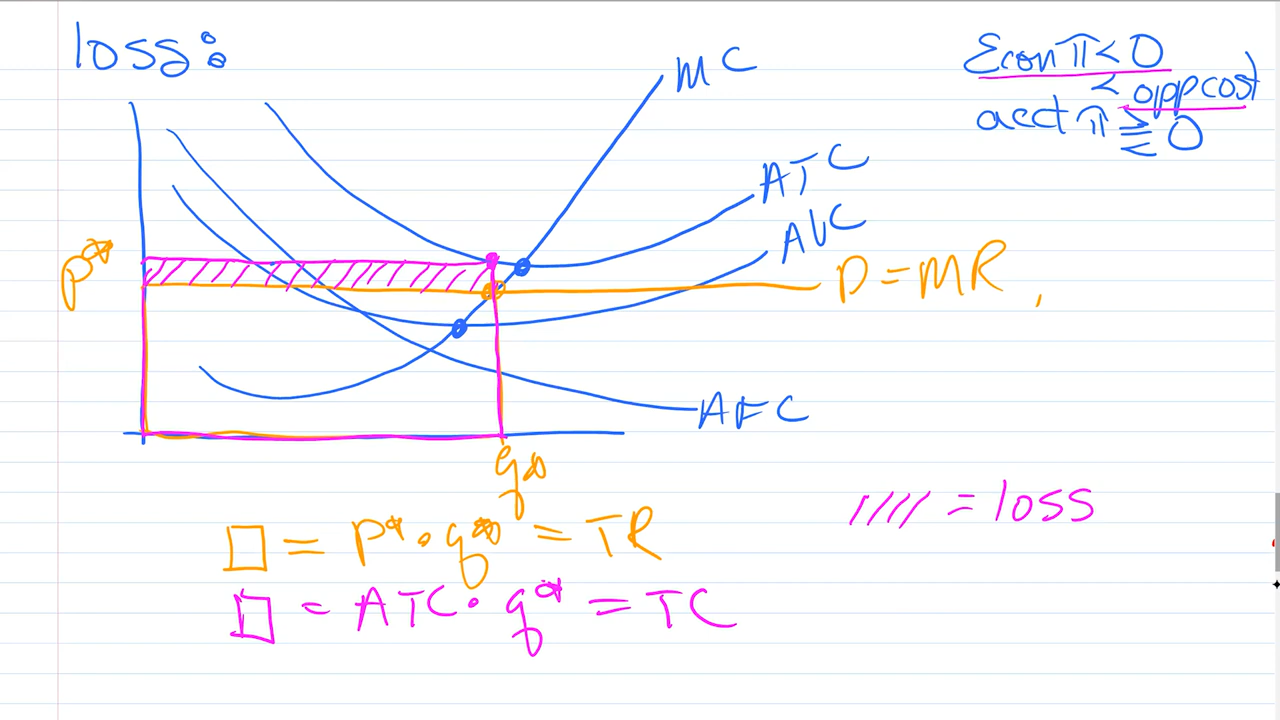 loss:
Econ π < 0
< opp cost
acct π ⪌ 0
MC
ATC
AVC
p*
D = MR,
AFC
q*
//// = loss
□ = p* · q* = TR
□ = ATC · q* = TC